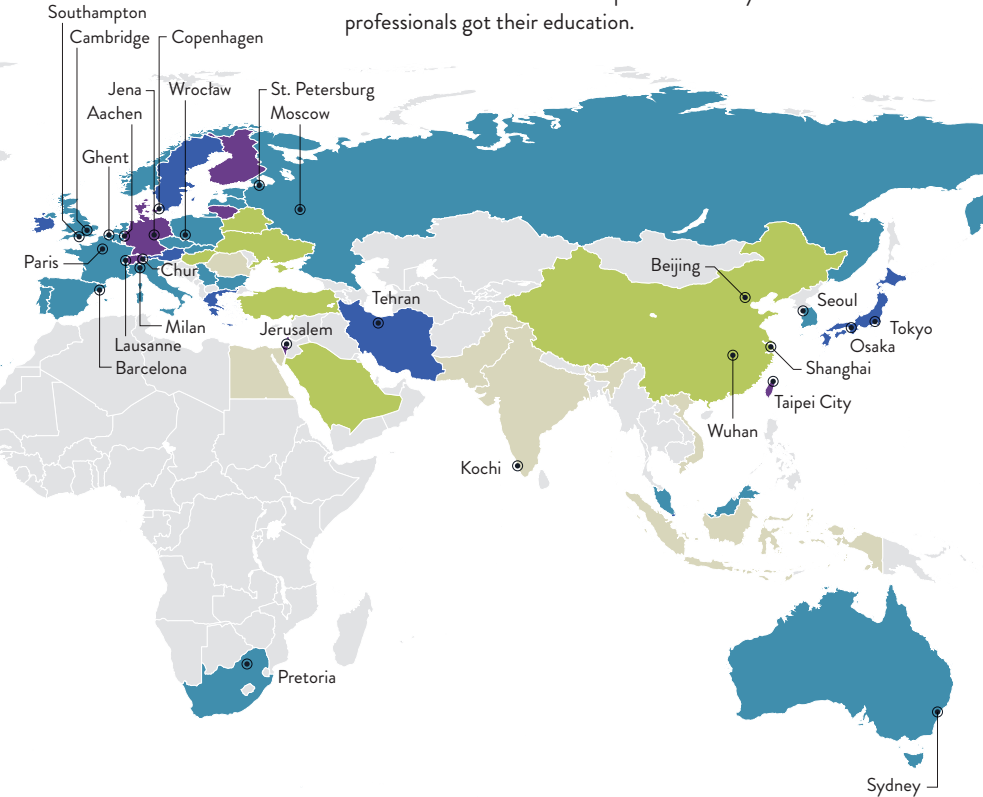 professionals got their education.
Southampton
Cambridge
Copenhagen
Jena
Wrocław
St. Petersburg
Aachen
Moscow
Ghent
Paris
Chur
Beijing
Tehran
Seoul
Milan
Jerusalem
Tokyo
Lausanne
Osaka
Barcelona
Shanghai
Taipei City
Wuhan
Kochi
Pretoria
Sydney